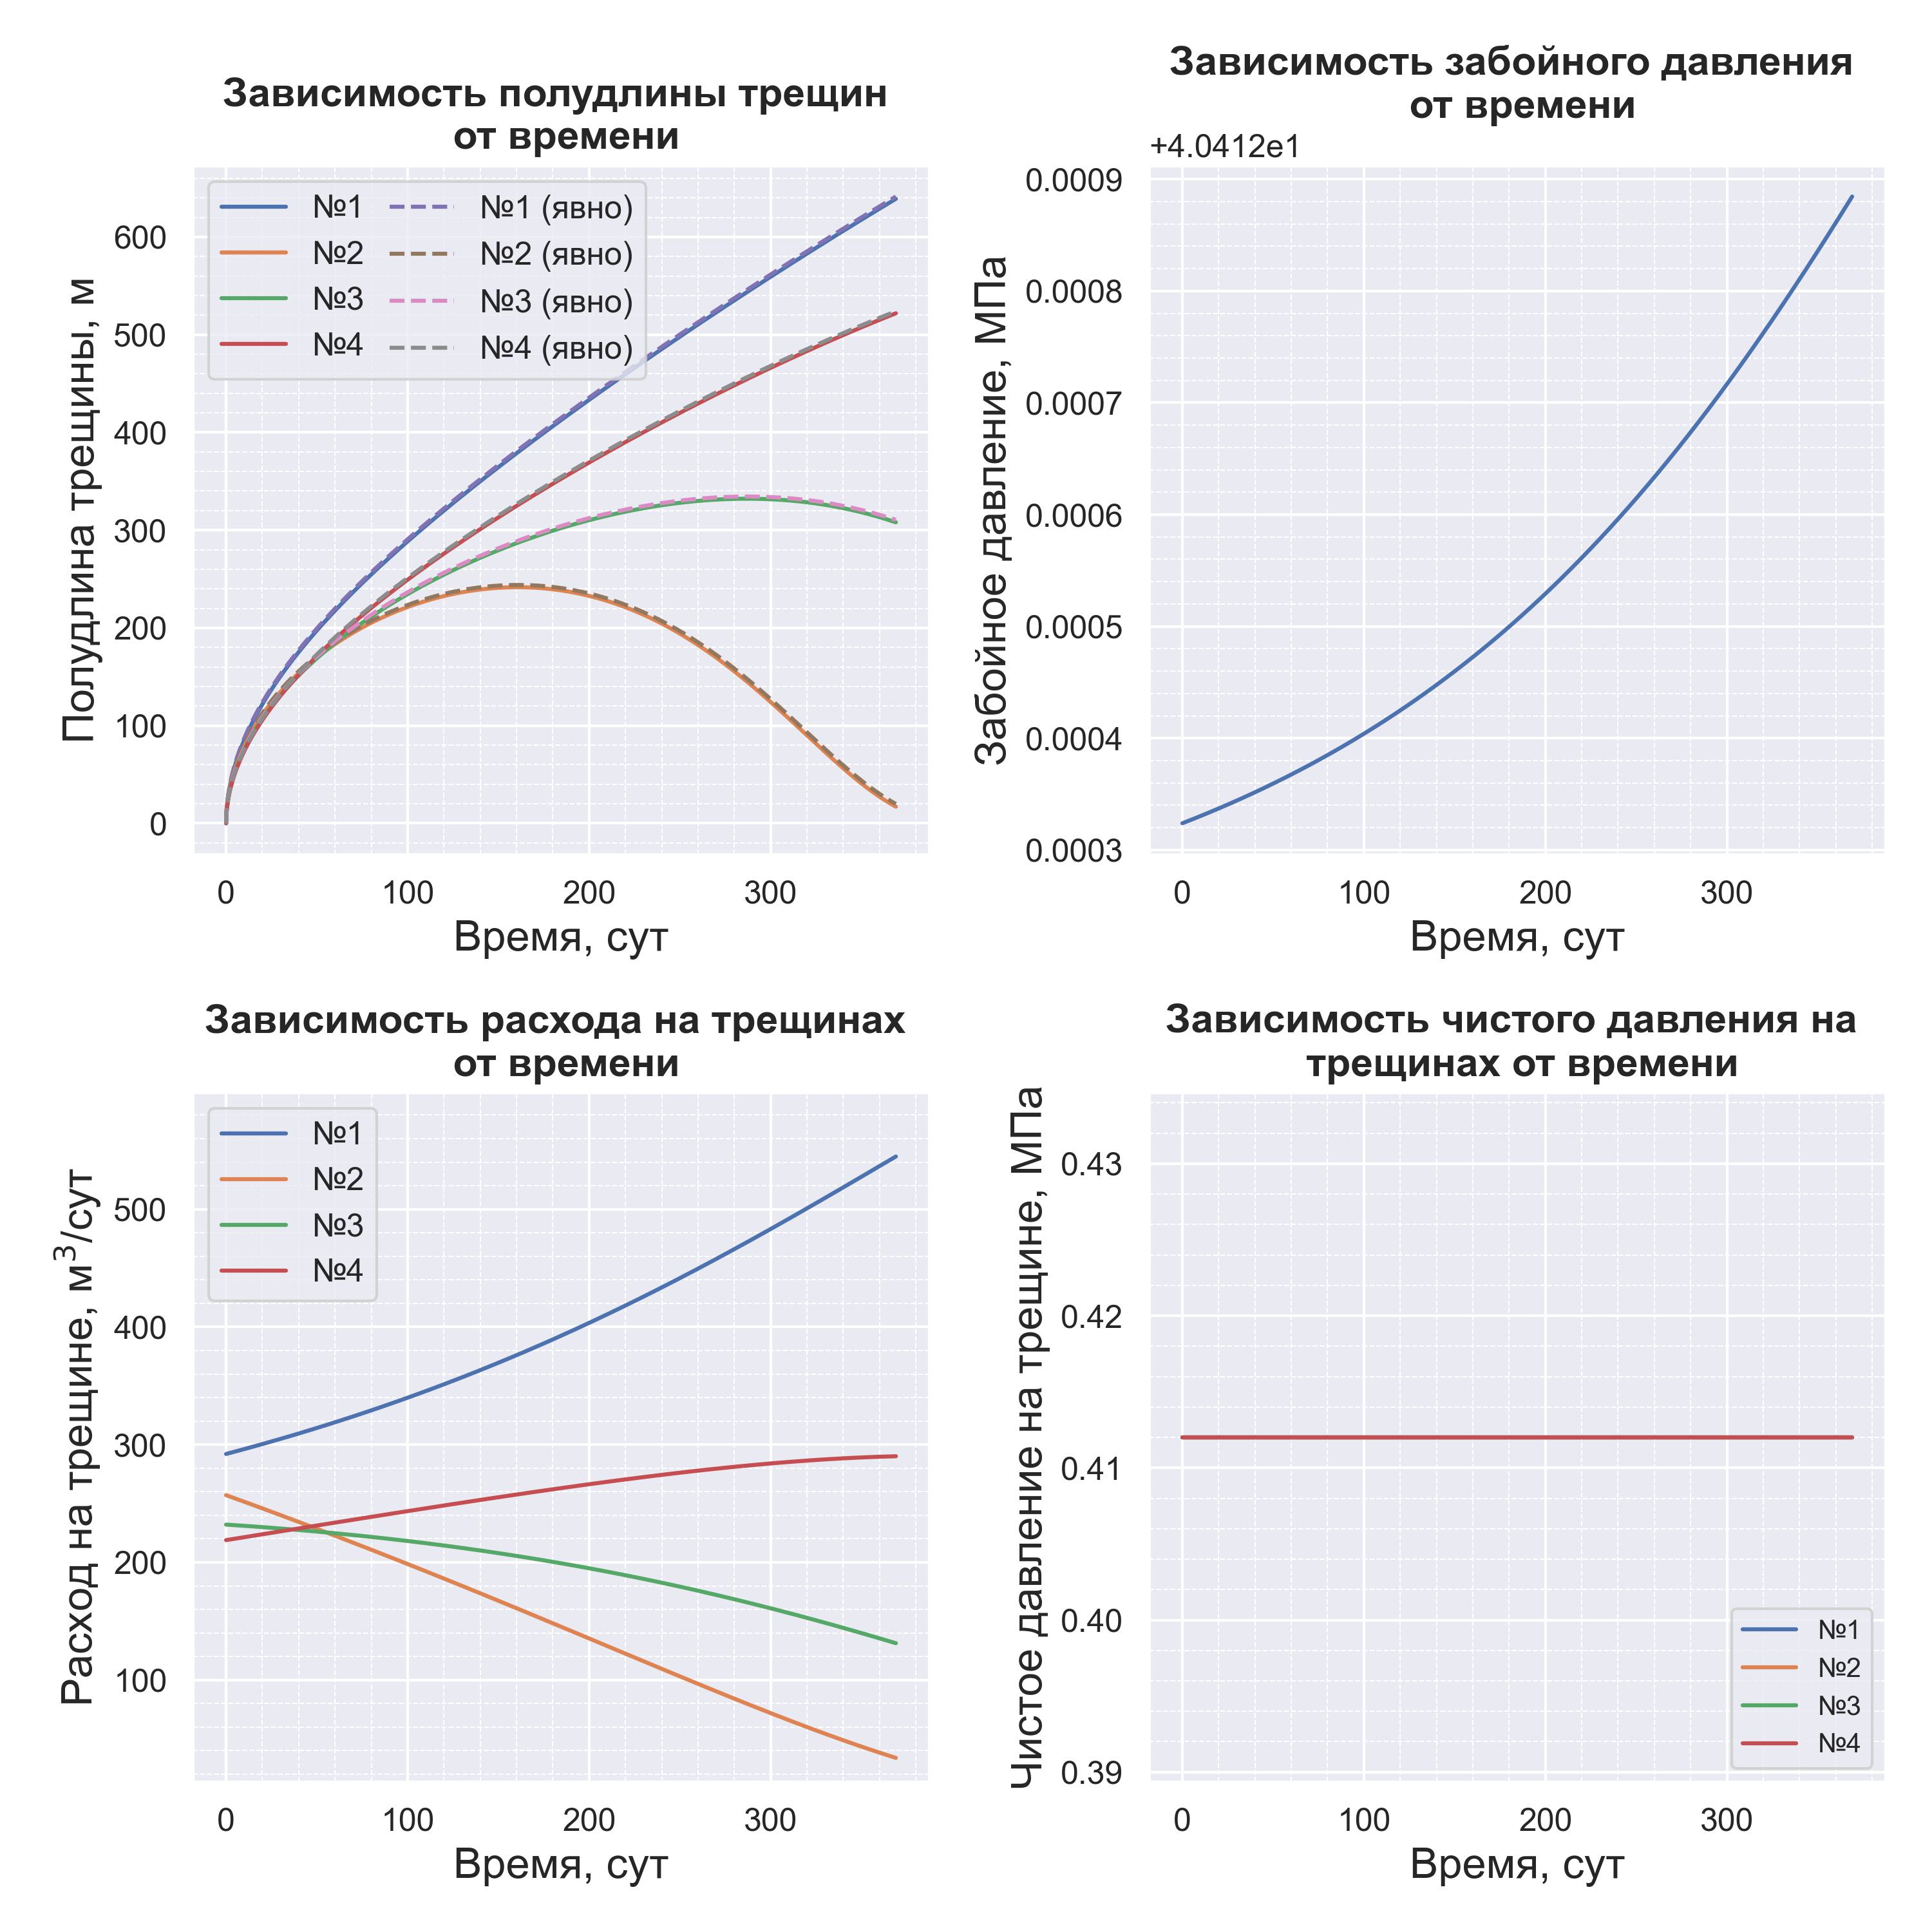 Зависимость полудлины трещин
от времени
Полудлина трещины, м
600
500
400
300
200
100
0
№1
№2
№3
№4
№1 (явно)
№2 (явно)
№3 (явно)
№4 (явно)
0 100 200 300
Время, сут
Зависимость забойного давления
от времени
+4.0412e1
Забойное давление, МПа
0.0009
0.0008
0.0007
0.0006
0.0005
0.0004
0.0003
0 100 200 300
Время, сут
Зависимость расхода на трещинах
от времени
Расход на трещине, м³/сут
500
400
300
200
100
№1
№2
№3
№4
0 100 200 300
Время, сут
Зависимость чистого давления на
трещинах от времени
Чистое давление на трещине, МПа
0.43
0.42
0.41
0.40
0.39
№1
№2
№3
№4
0 100 200 300
Время, сут